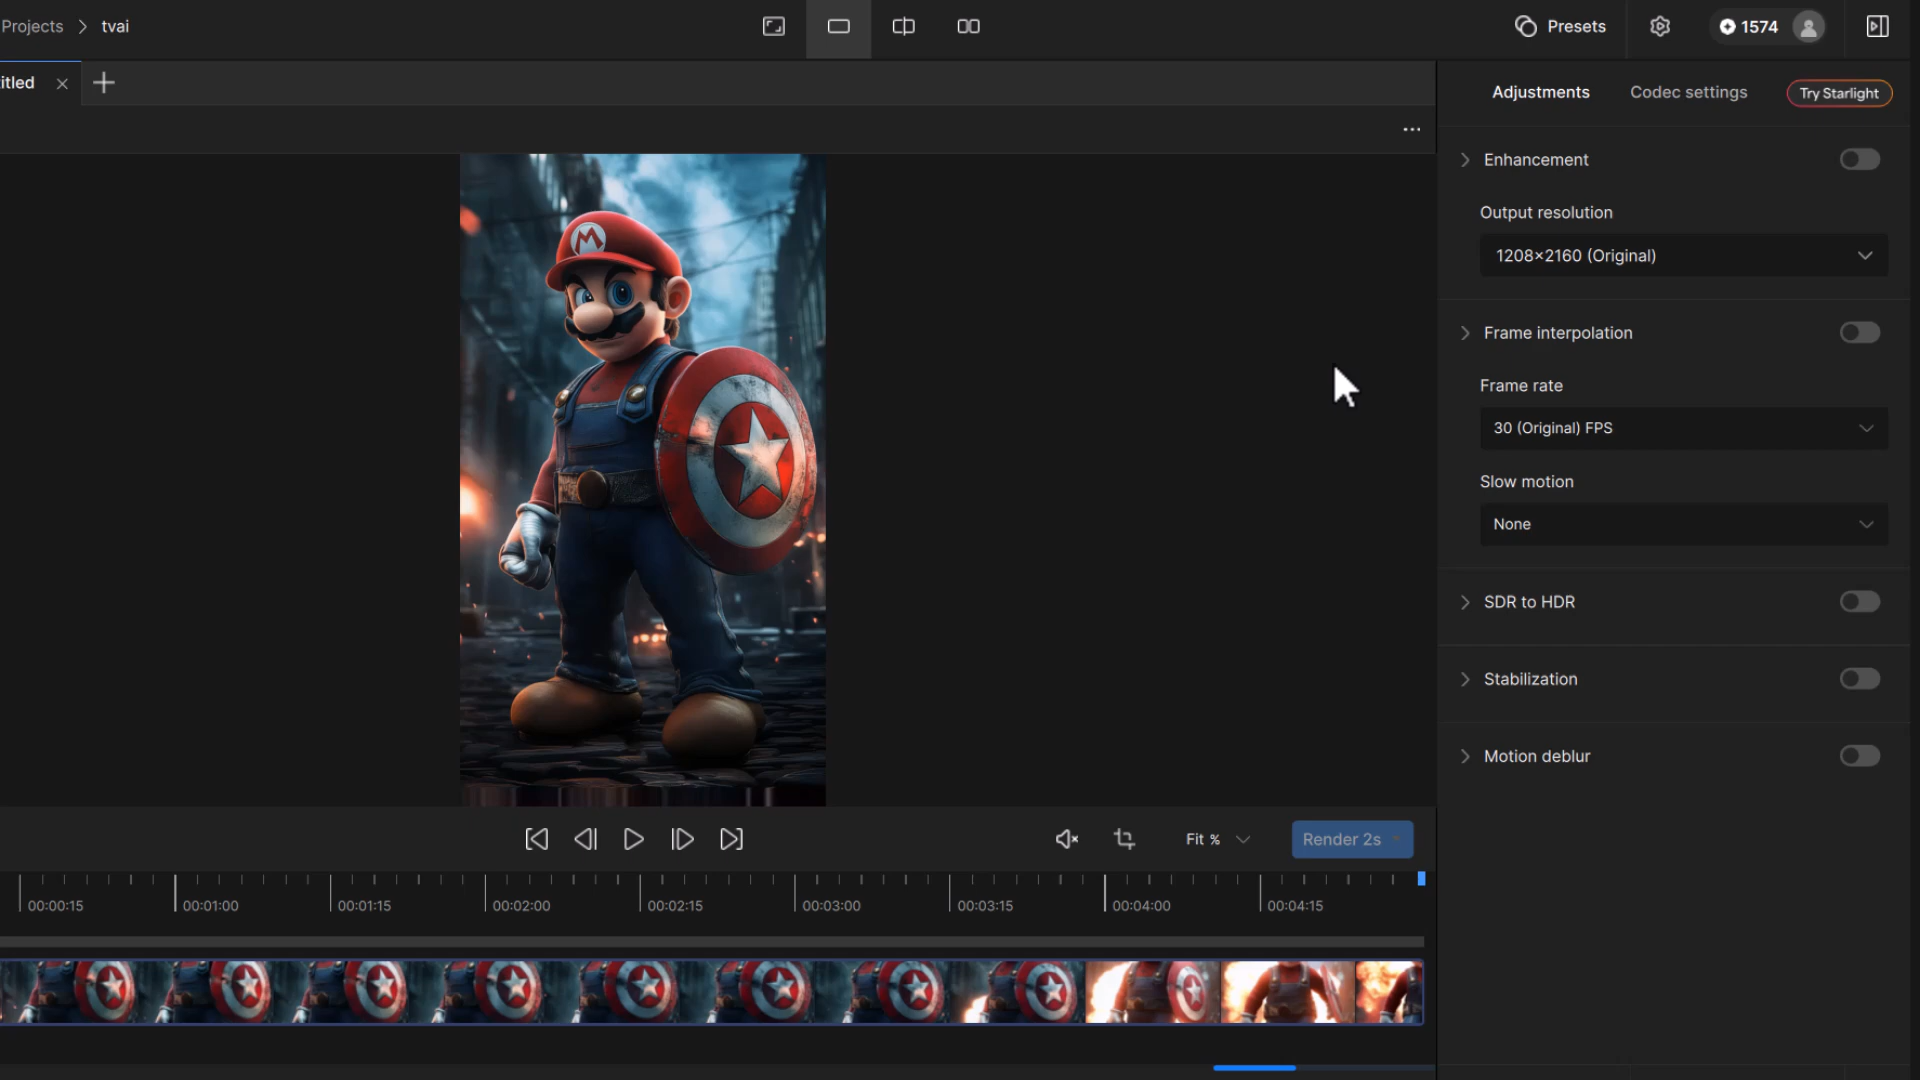 Projects > tvai
Presets
1574
itled
Adjustments
Codec settings
Try Starlight
Enhancement
Output resolution
1208×2160 (Original)
Frame interpolation
Frame rate
30 (Original) FPS
Slow motion
None
SDR to HDR
Stabilization
Motion deblur
M
Fit %
Render 2s
00:00:15
00:01:00
00:01:15
00:02:00
00:02:15
00:03:00
00:03:15
00:04:00
00:04:15